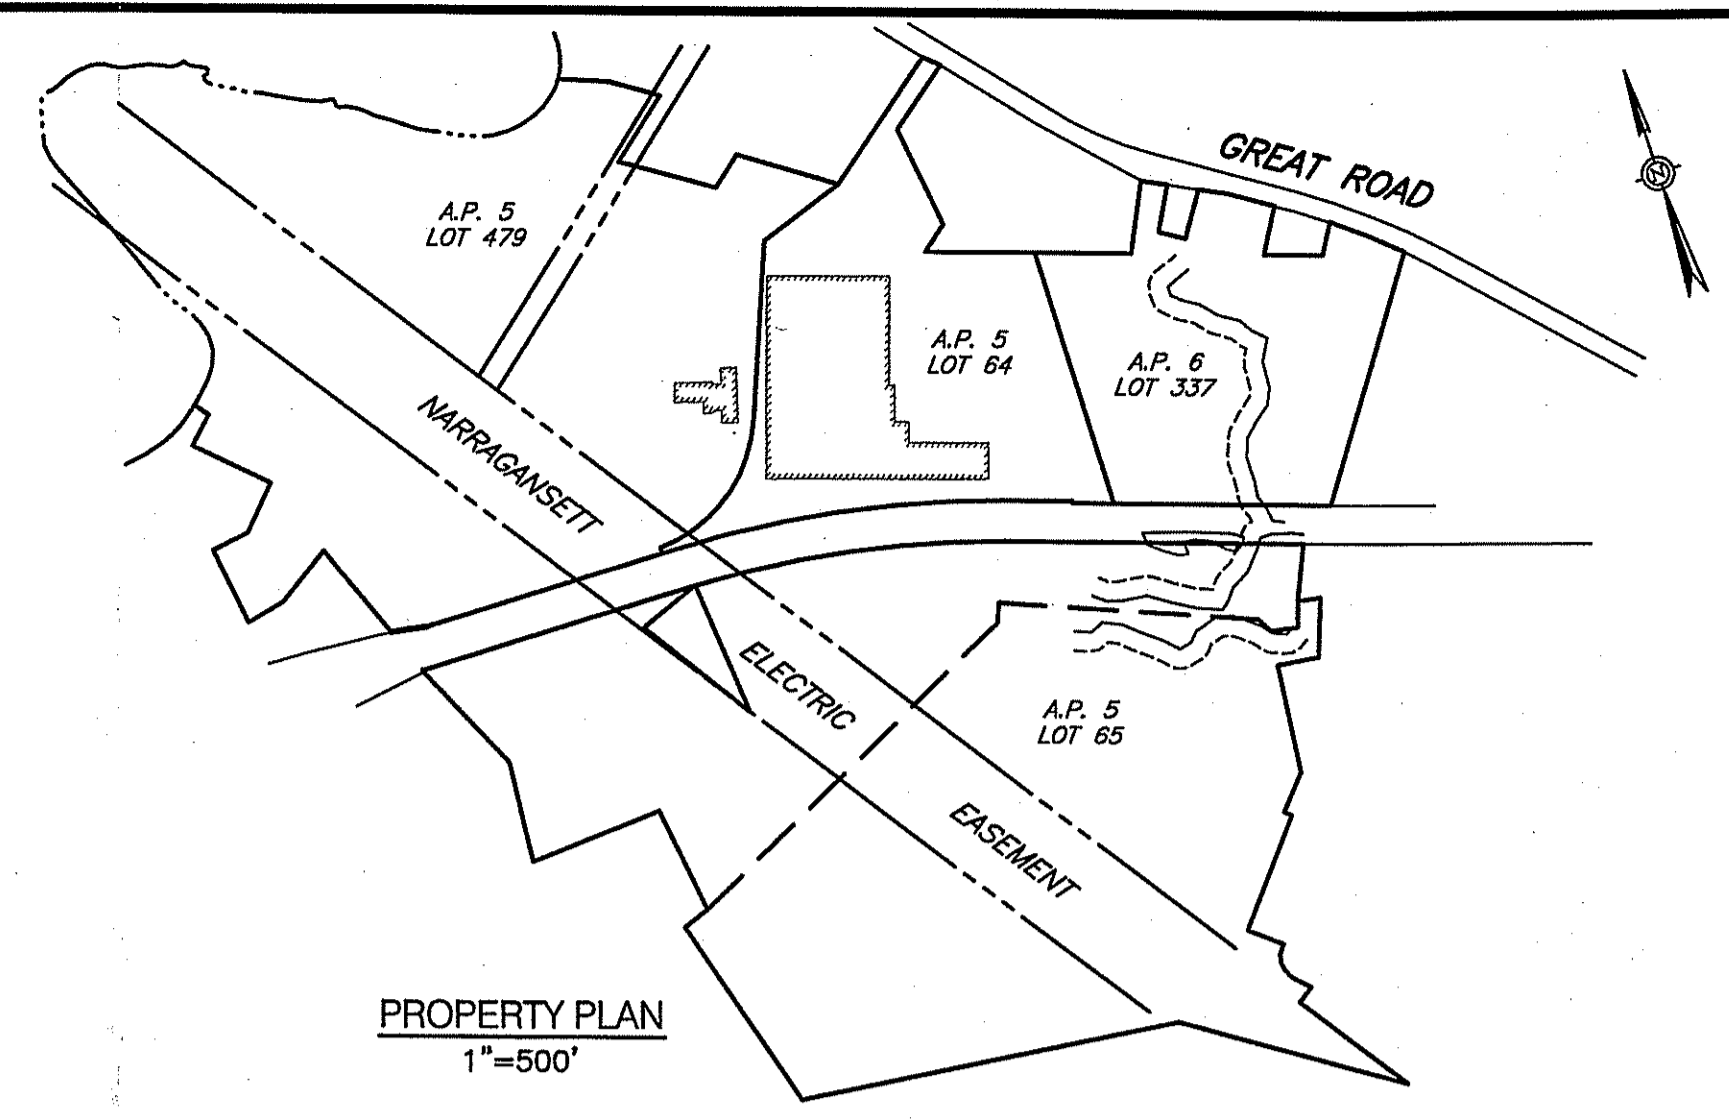 GREAT ROAD
N
A.P. 5
LOT 479
A.P. 5
LOT 64
A.P. 6
LOT 337
NARRAGANSETT
ELECTRIC
EASEMENT
A.P. 5
LOT 65
PROPERTY PLAN
1"=500'